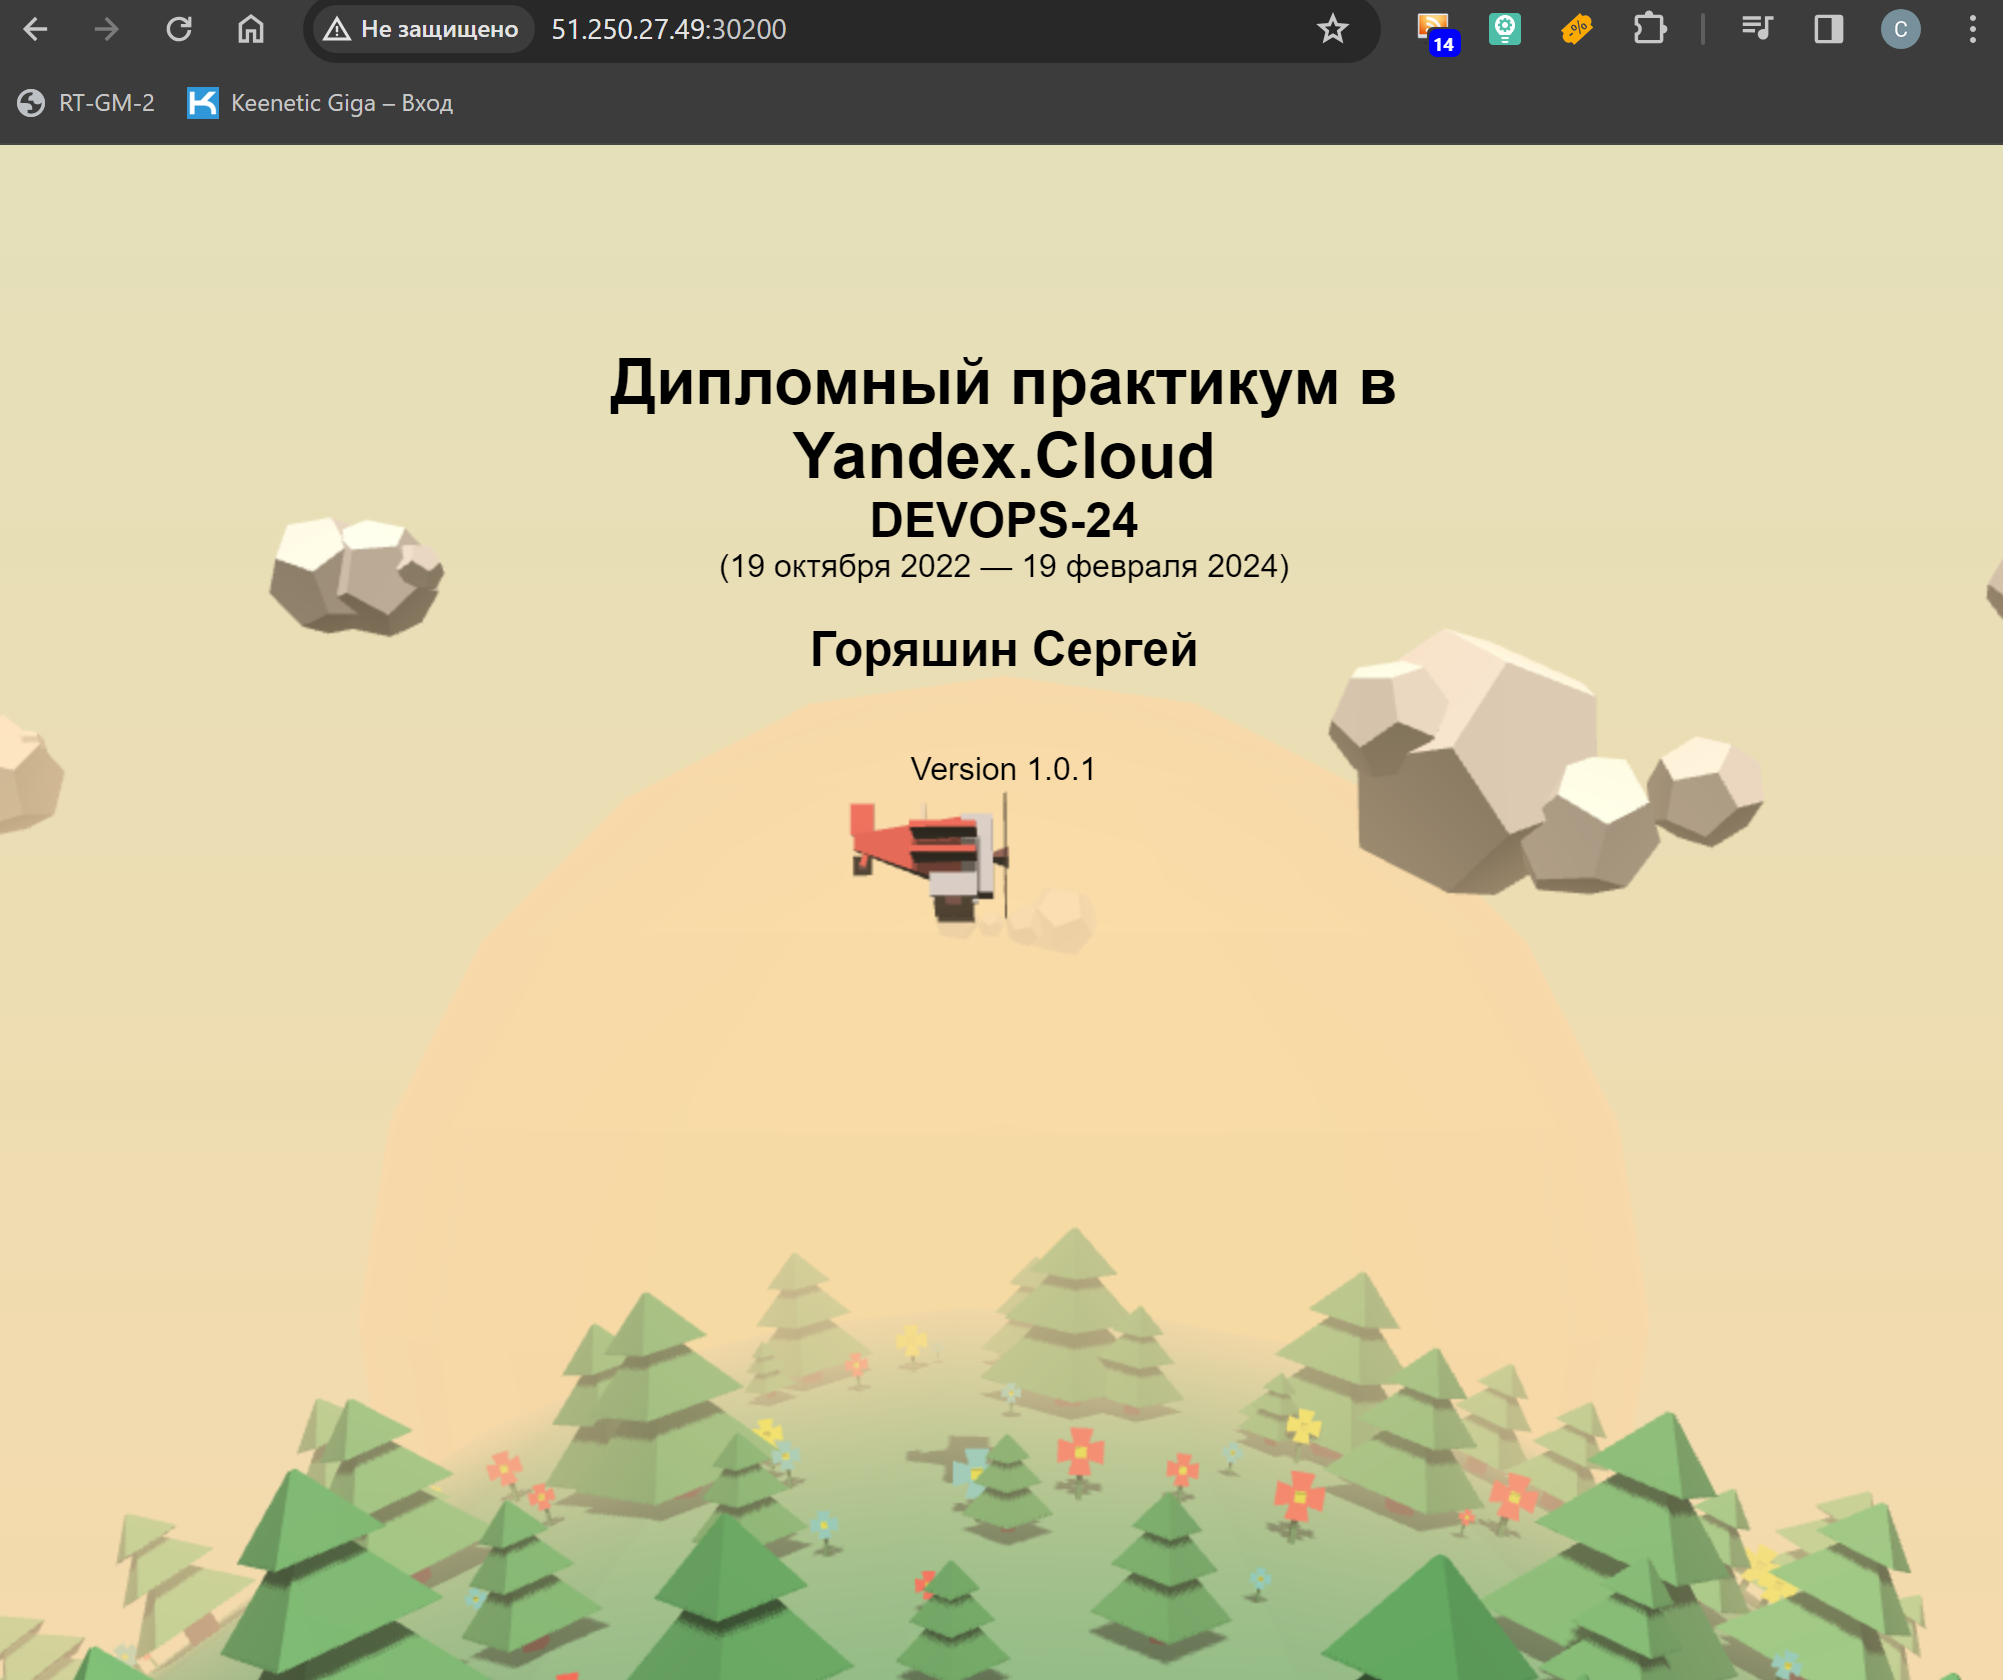 Не защищено
51.250.27.49:30200
14
-%
C
RT-GM-2
Keenetic Giga – Вход
Дипломный практикум в
Yandex.Cloud
DEVOPS-24
(19 октября 2022 — 19 февраля 2024)
Горяшин Сергей
Version 1.0.1